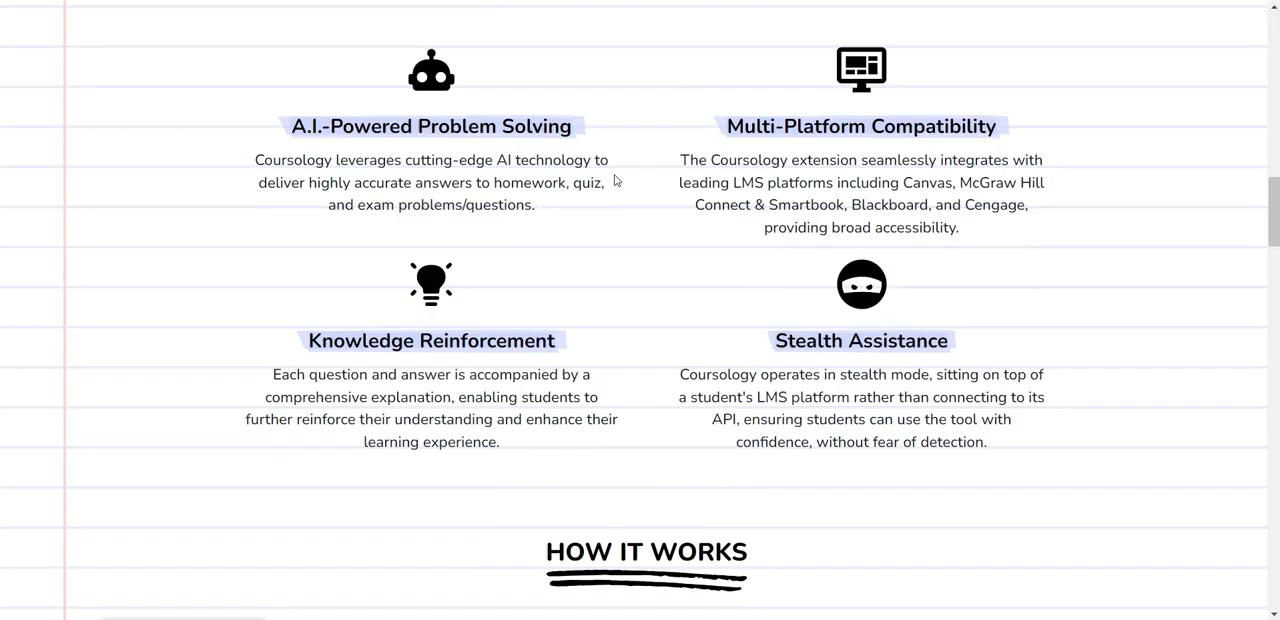 A.I.-Powered Problem Solving
Coursology leverages cutting-edge AI technology to
deliver highly accurate answers to homework, quiz,
and exam problems/questions.
Multi-Platform Compatibility
The Coursology extension seamlessly integrates with
leading LMS platforms including Canvas, McGraw Hill
Connect & Smartbook, Blackboard, and Cengage,
providing broad accessibility.
Knowledge Reinforcement
Each question and answer is accompanied by a
comprehensive explanation, enabling students to
further reinforce their understanding and enhance their
learning experience.
Stealth Assistance
Coursology operates in stealth mode, sitting on top of
a student's LMS platform rather than connecting to its
API, ensuring students can use the tool with
confidence, without fear of detection.
HOW IT WORKS